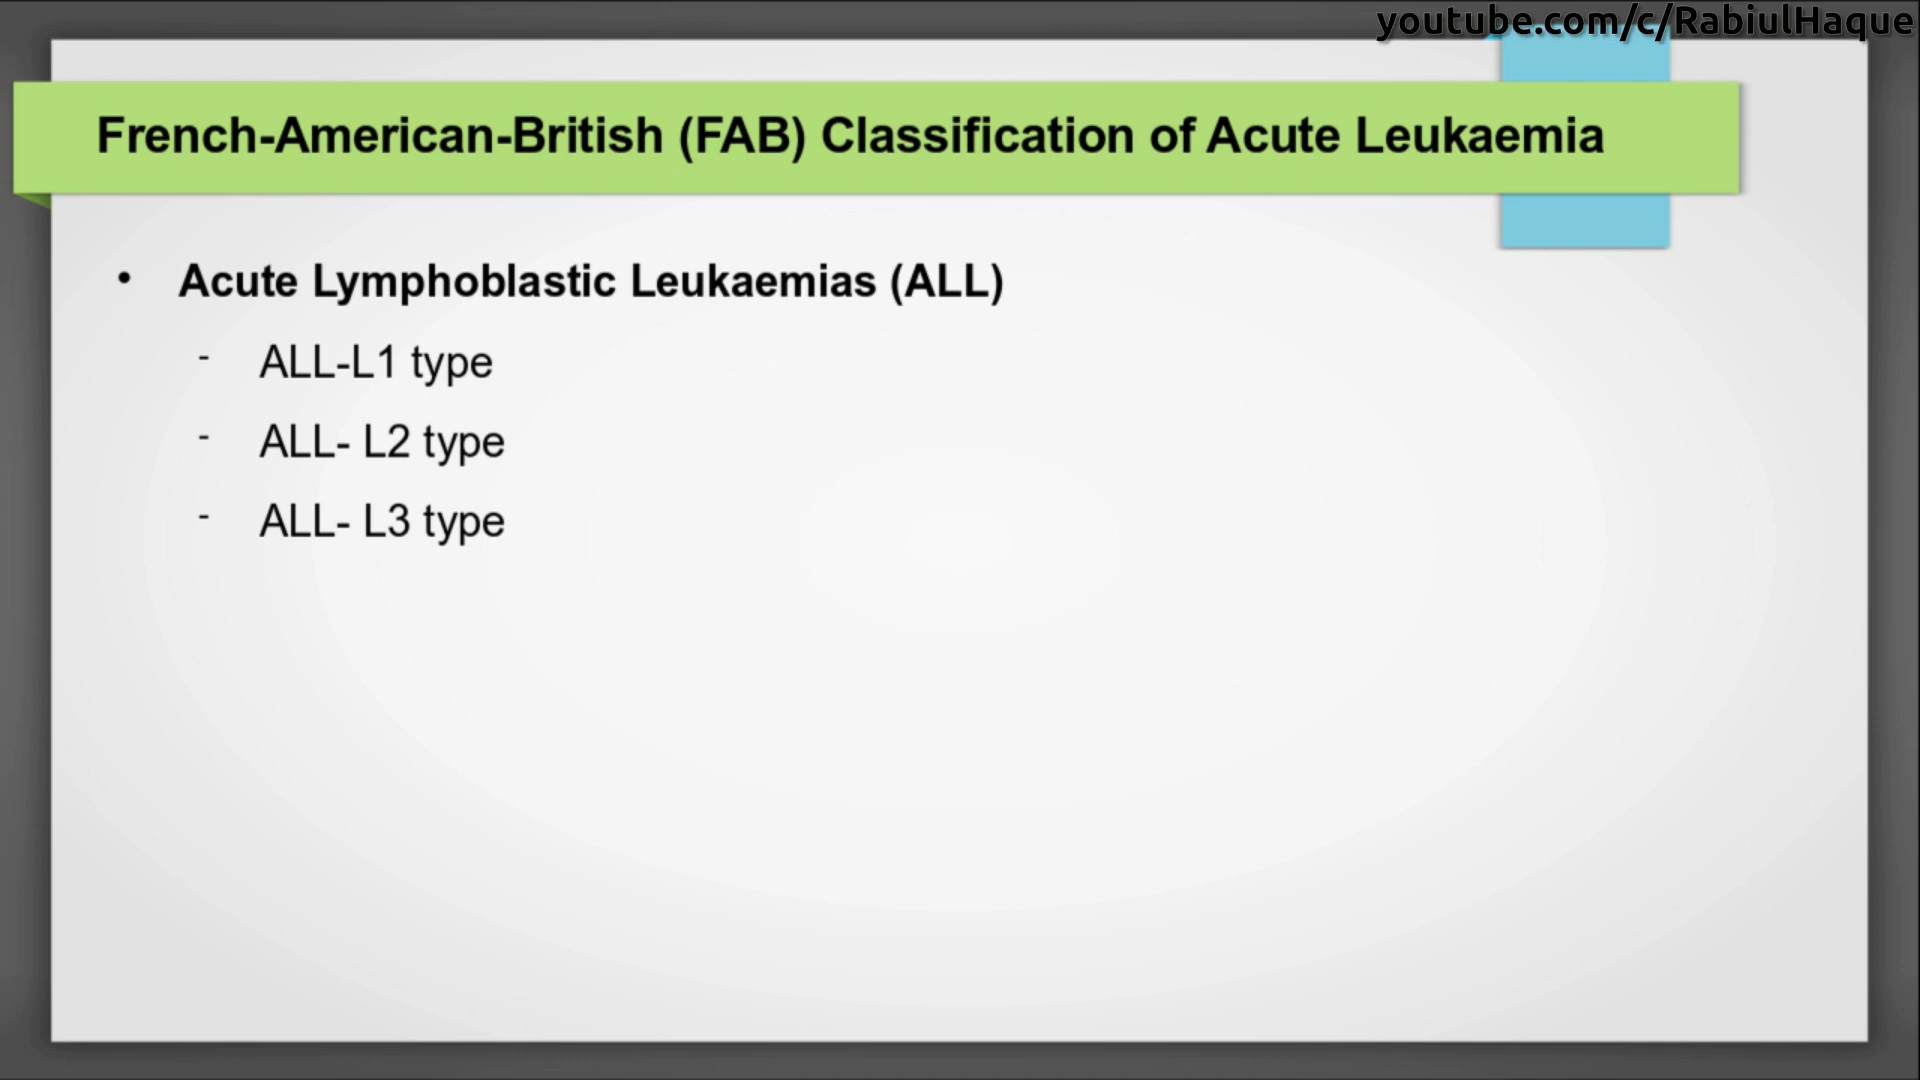 youtube.com/c/RabiulHaque
French-American-British (FAB) Classification of Acute Leukaemia
• Acute Lymphoblastic Leukaemias (ALL)
- ALL-L1 type
- ALL- L2 type
- ALL- L3 type